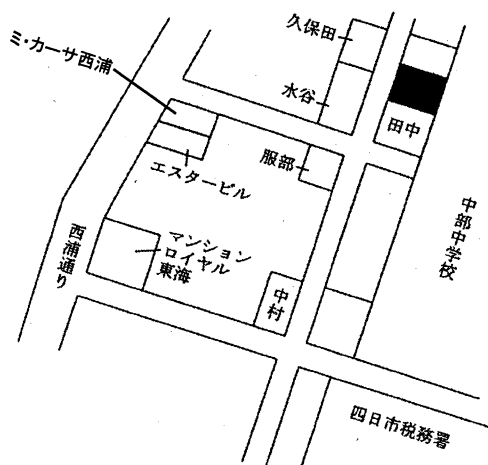 久保田
ミ・カーサ西浦
水谷
田中
服部
エスタービル
中部中学校
西浦通り
マンション
ロイヤル
東海
中村
四日市税務署